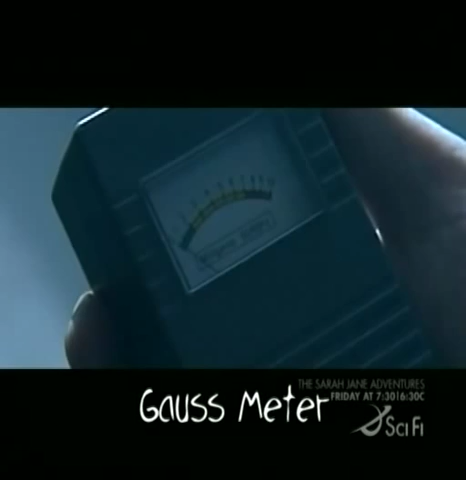 THE SARAH JANE ADVENTURES
FRIDAY AT 7:30|6:30C
Gauss Meter
SCI FI